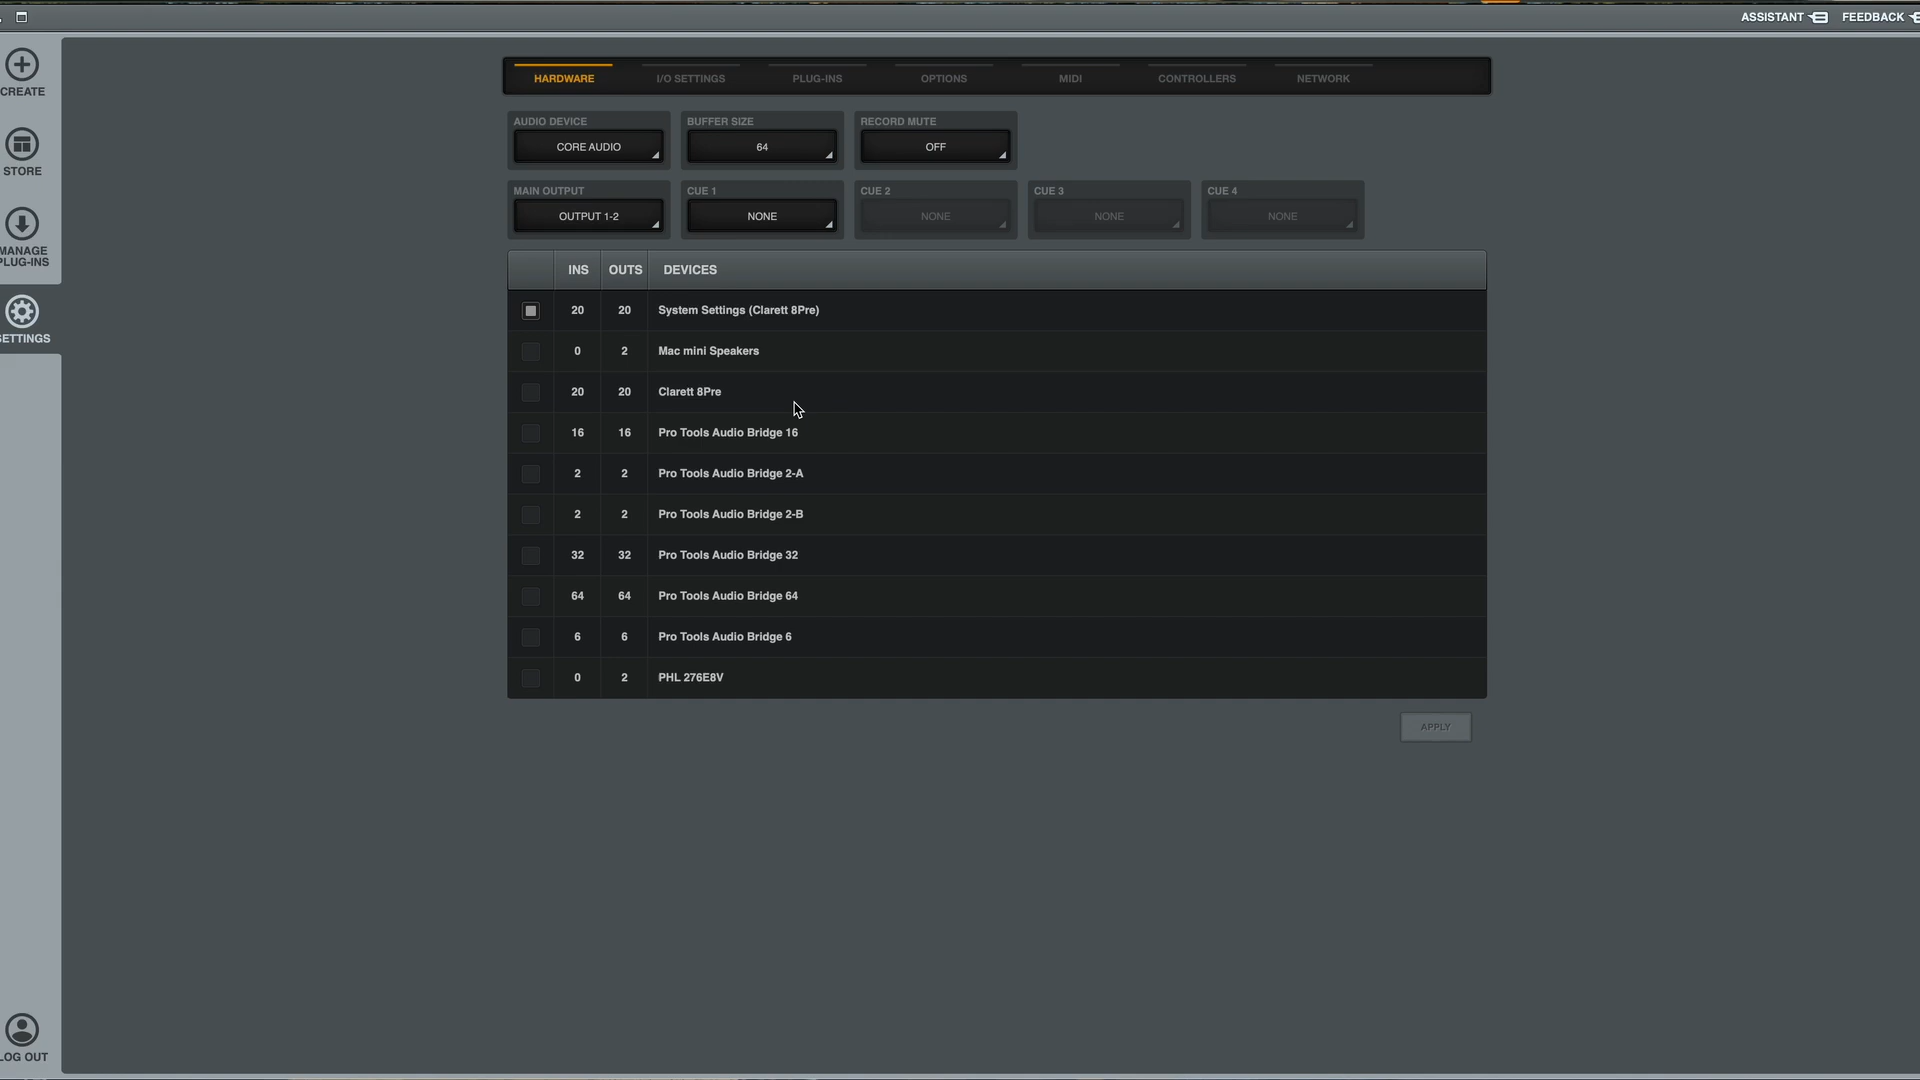 ASSISTANT
FEEDBACK
CREATE
STORE
MANAGE
PLUG-INS
SETTINGS
LOG OUT
HARDWARE
I/O SETTINGS
PLUG-INS
OPTIONS
MIDI
CONTROLLERS
NETWORK
AUDIO DEVICE
CORE AUDIO
BUFFER SIZE
64
RECORD MUTE
OFF
MAIN OUTPUT
OUTPUT 1-2
CUE 1
NONE
CUE 2
NONE
CUE 3
NONE
CUE 4
NONE
INS OUTS DEVICES
20 20 System Settings (Clarett 8Pre)
0 2 Mac mini Speakers
20 20 Clarett 8Pre
16 16 Pro Tools Audio Bridge 16
2 2 Pro Tools Audio Bridge 2-A
2 2 Pro Tools Audio Bridge 2-B
32 32 Pro Tools Audio Bridge 32
64 64 Pro Tools Audio Bridge 64
6 6 Pro Tools Audio Bridge 6
0 2 PHL 276E8V
APPLY